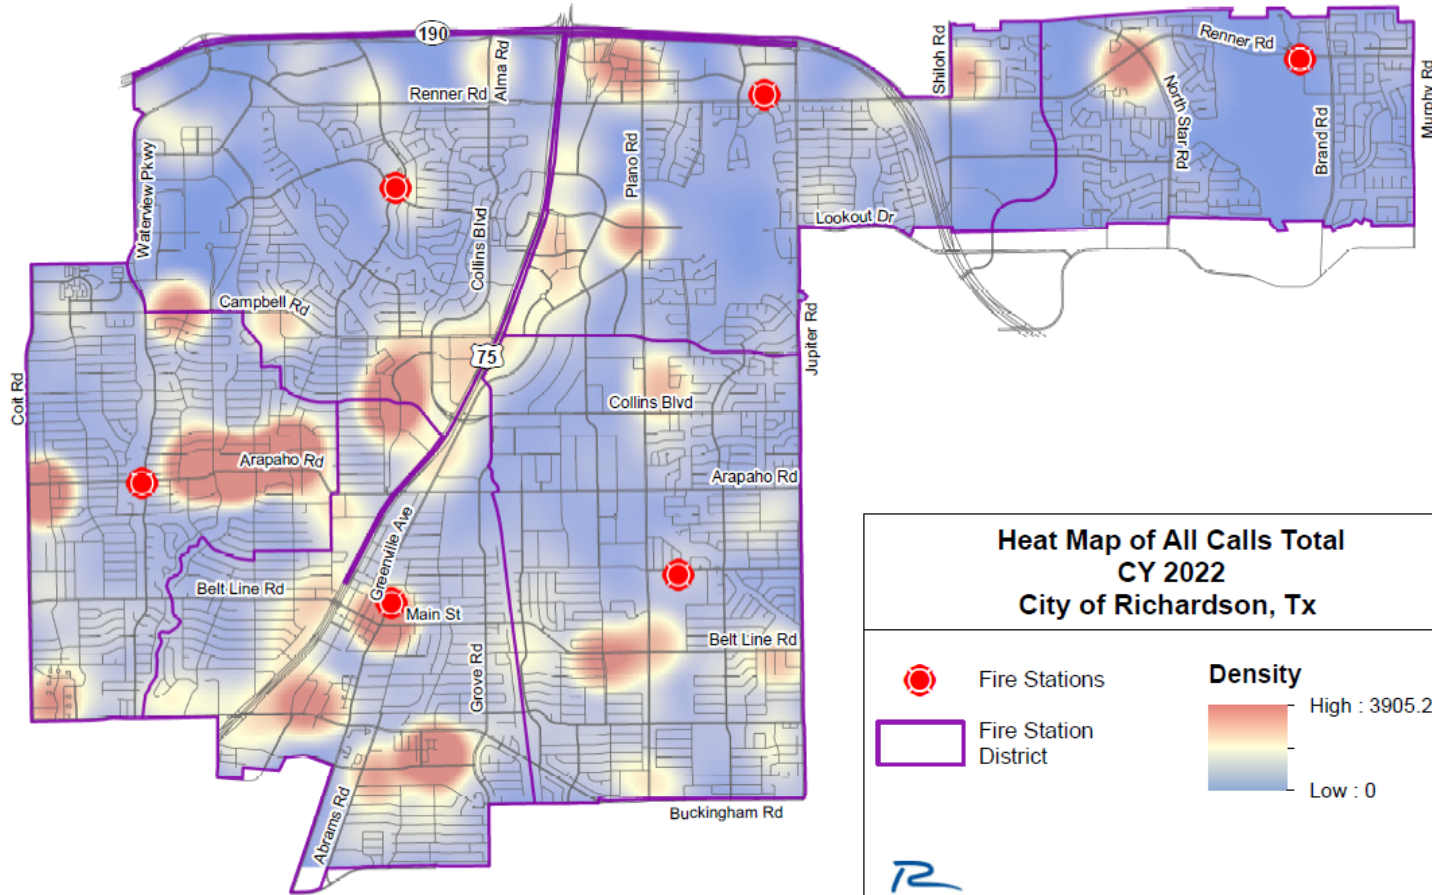 190
Renner Rd
Alma Rd
Shiloh Rd
Renner Rd
North Star Rd
Brand Rd
Murphy Rd
Waterview Pkwy
Collins Blvd
Plano Rd
Lookout Dr
Campbell Rd
75
Jupiter Rd
Coit Rd
Collins Blvd
Arapaho Rd
Arapaho Rd
Greenville Ave
Belt Line Rd
Main St
Belt Line Rd
Grove Rd
Abrams Rd
Buckingham Rd
Heat Map of All Calls Total
CY 2022
City of Richardson, Tx
Fire Stations
Fire Station
District
Density
High : 3905.2
Low : 0